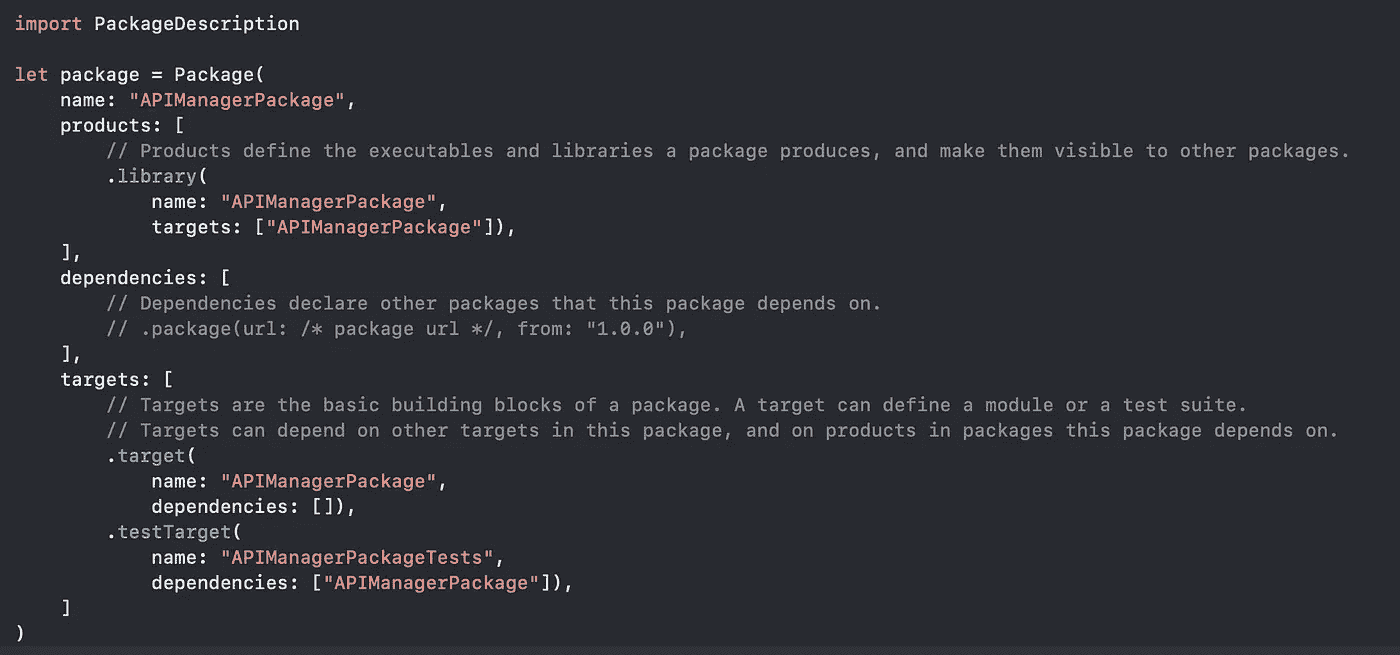 import PackageDescription

let package = Package(
    name: "APIManagerPackage",
    products: [
        // Products define the executables and libraries a package produces, and make them visible to other packages.
        .library(
            name: "APIManagerPackage",
            targets: ["APIManagerPackage"]),
    ],
    dependencies: [
        // Dependencies declare other packages that this package depends on.
        // .package(url: /* package url */, from: "1.0.0"),
    ],
    targets: [
        // Targets are the basic building blocks of a package. A target can define a module or a test suite.
        // Targets can depend on other targets in this package, and on products in packages this package depends on.
        .target(
            name: "APIManagerPackage",
            dependencies: []),
        .testTarget(
            name: "APIManagerPackageTests",
            dependencies: ["APIManagerPackage"]),
    ]
)